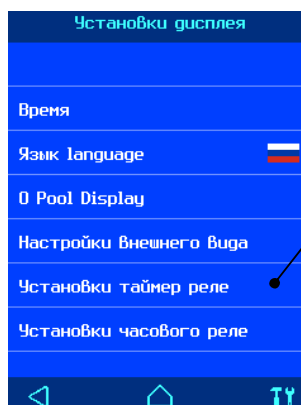 Установки дисплея
Время
Язык language
О Pool Display
Настройки внешнего вида
Установки таймер реле
Установки часового реле